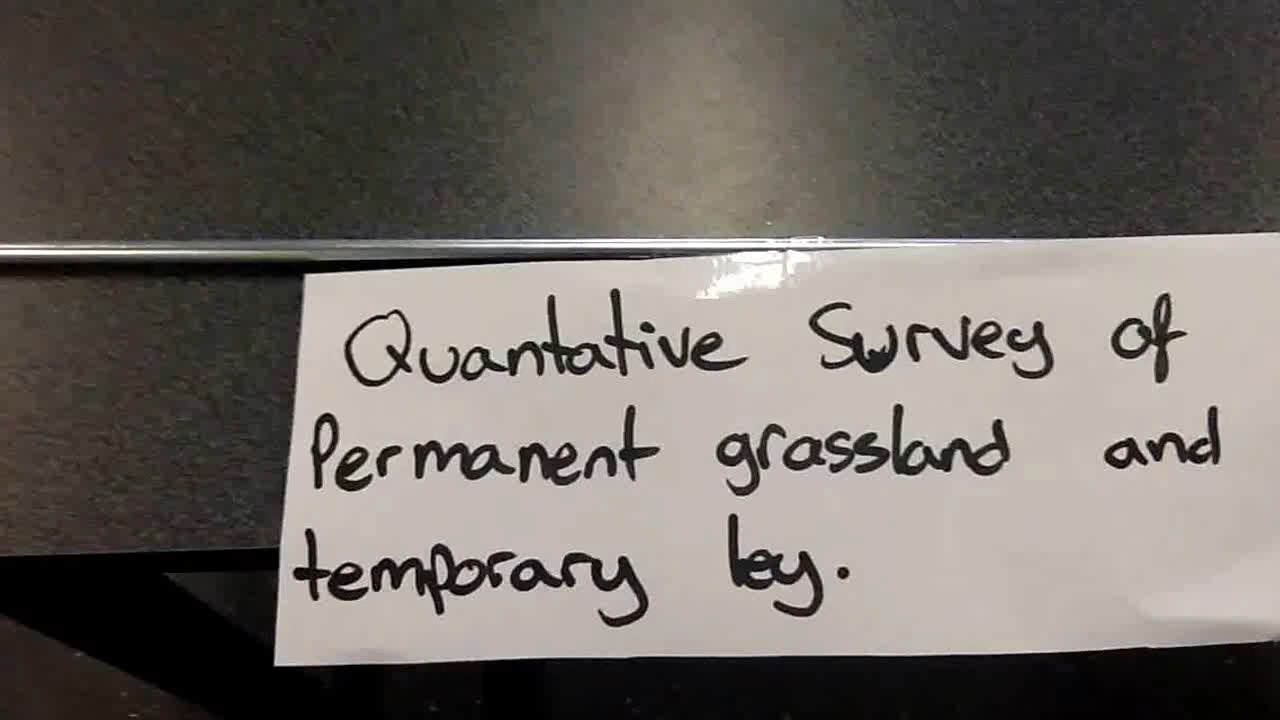 Quantative Survey of
Permanent grassland and
temporary ley.